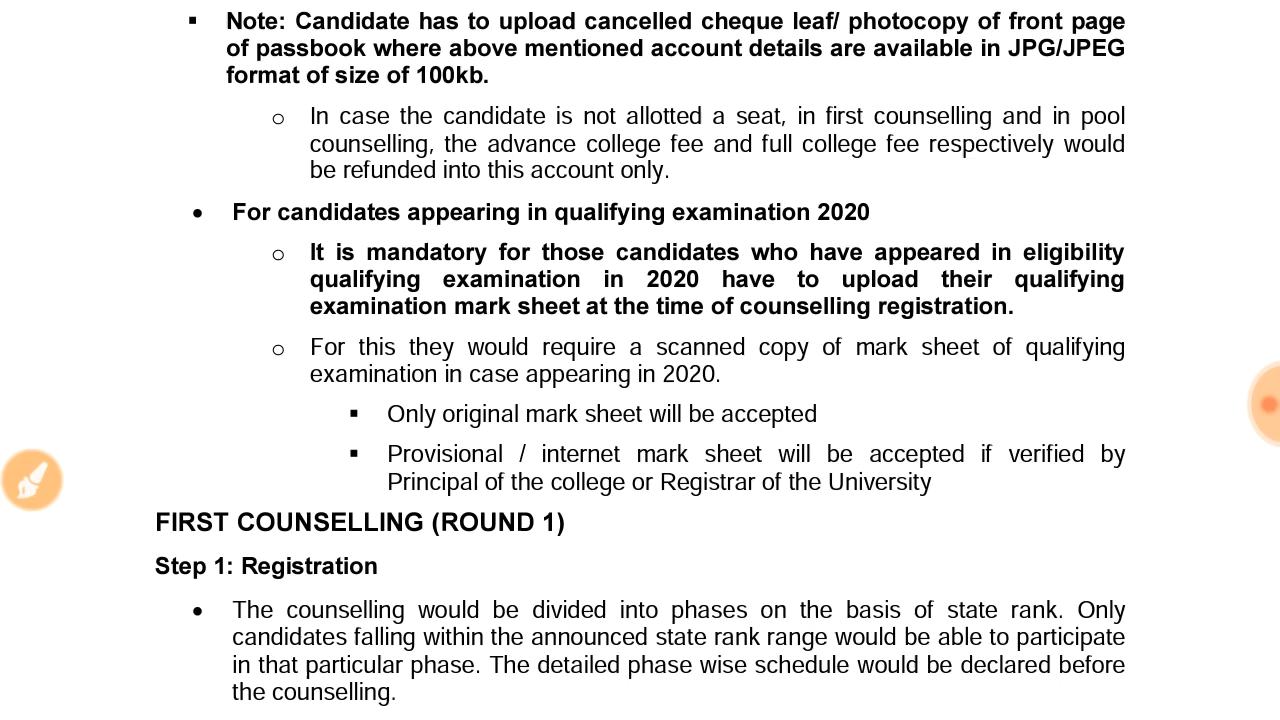 ▪ Note: Candidate has to upload cancelled cheque leaf/ photocopy of front page
of passbook where above mentioned account details are available in JPG/JPEG
format of size of 100kb.
o In case the candidate is not allotted a seat, in first counselling and in pool
counselling, the advance college fee and full college fee respectively would
be refunded into this account only.
• For candidates appearing in qualifying examination 2020
o It is mandatory for those candidates who have appeared in eligibility
qualifying examination in 2020 have to upload their qualifying
examination mark sheet at the time of counselling registration.
o For this they would require a scanned copy of mark sheet of qualifying
examination in case appearing in 2020.
▪ Only original mark sheet will be accepted
▪ Provisional / internet mark sheet will be accepted if verified by
Principal of the college or Registrar of the University
FIRST COUNSELLING (ROUND 1)
Step 1: Registration
• The counselling would be divided into phases on the basis of state rank. Only
candidates falling within the announced state rank range would be able to participate
in that particular phase. The detailed phase wise schedule would be declared before
the counselling.